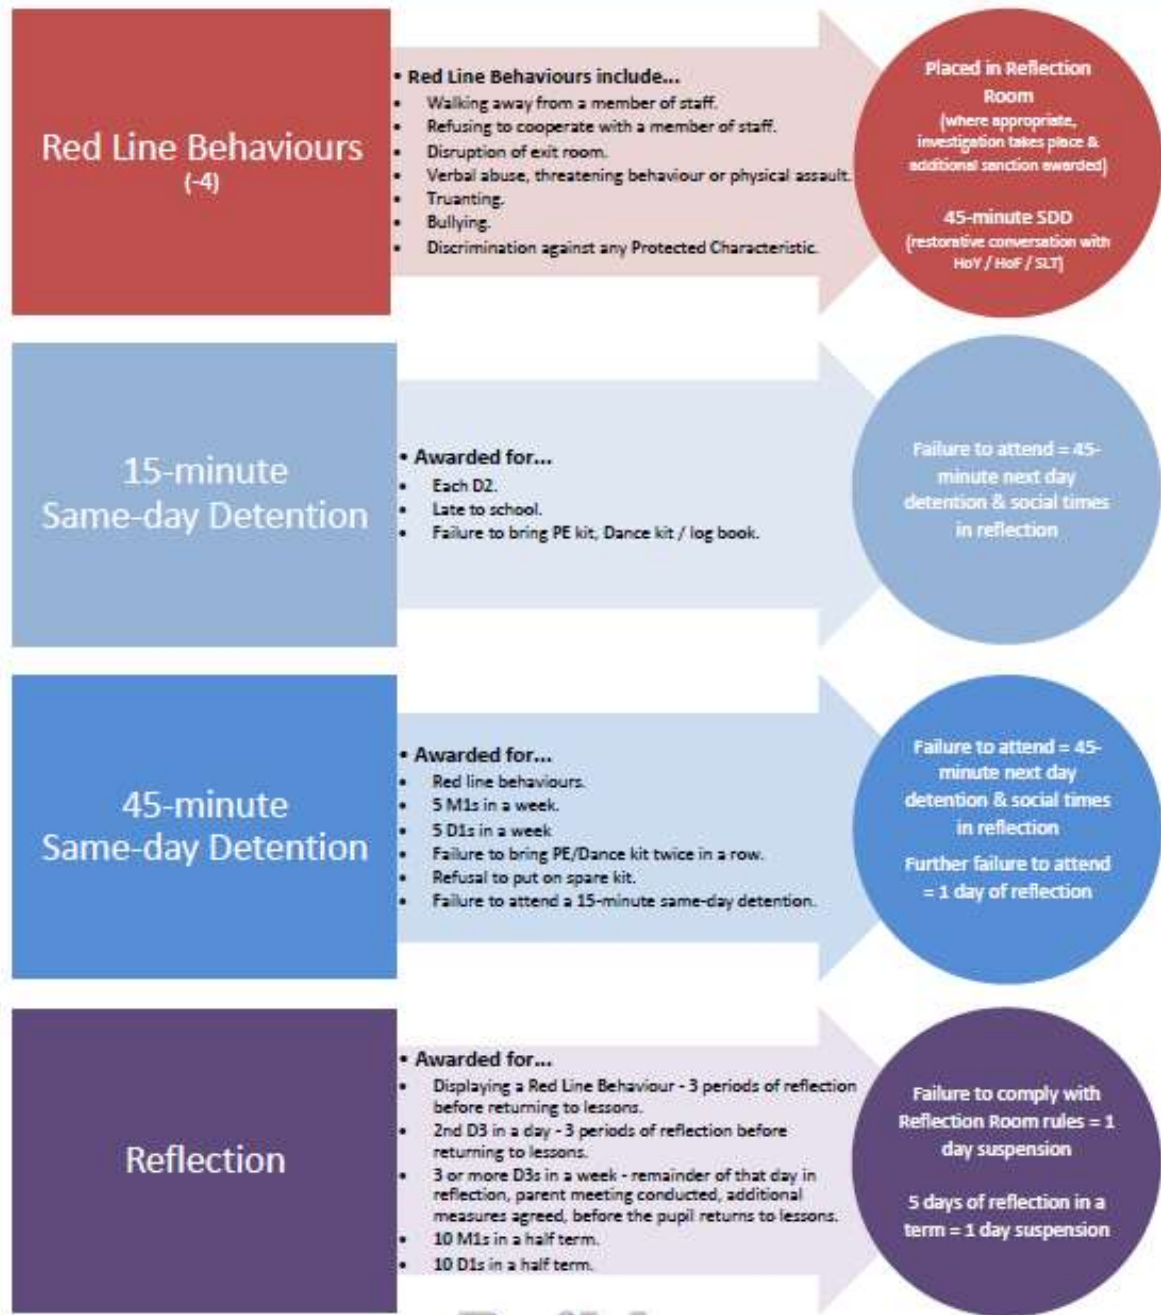 Red Line Behaviours
(-4)
• Red Line Behaviours include...
• Walking away from a member of staff.
• Refusing to cooperate with a member of staff.
• Disruption of exit room.
• Verbal abuse, threatening behaviour or physical assault.
• Truanting.
• Bullying.
• Discrimination against any Protected Characteristic.
Placed in Reflection
Room
(where appropriate,
investigation takes place &
additional sanction awarded)
45-minute SDD
(restorative conversation with
HoY / HoF / SLT)
15-minute
Same-day Detention
• Awarded for...
• Each D2.
• Late to school.
• Failure to bring PE kit, Dance kit / log book.
Failure to attend = 45-
minute next day
detention & social times
in reflection
45-minute
Same-day Detention
• Awarded for...
• Red line behaviours.
• 5 M1s in a week.
• 5 D1s in a week
• Failure to bring PE/Dance kit twice in a row.
• Refusal to put on spare kit.
• Failure to attend a 15-minute same-day detention.
Failure to attend = 45-
minute next day
detention & social times
in reflection
Further failure to attend
= 1 day of reflection
Reflection
• Awarded for...
• Displaying a Red Line Behaviour - 3 periods of reflection
before returning to lessons.
• 2nd D3 in a day - 3 periods of reflection before
returning to lessons.
• 3 or more D3s in a week - remainder of that day in
reflection, parent meeting conducted, additional
measures agreed, before the pupil returns to lessons.
• 10 M1s in a half term.
• 10 D1s in a half term.
Failure to comply with
Reflection Room rules = 1
day suspension
5 days of reflection in a
term = 1 day suspension